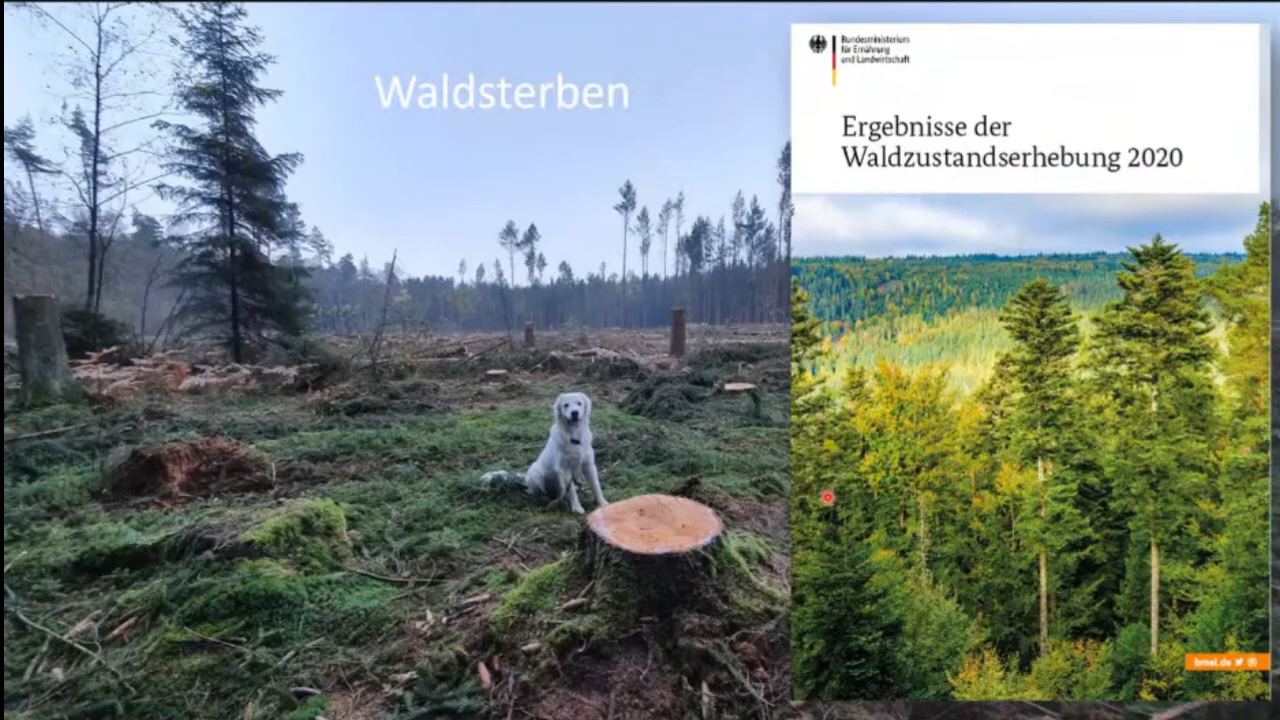 Waldsterben
Bundesministerium
für Ernährung
und Landwirtschaft
Ergebnisse der
Waldzustandserhebung 2020
bmel.de